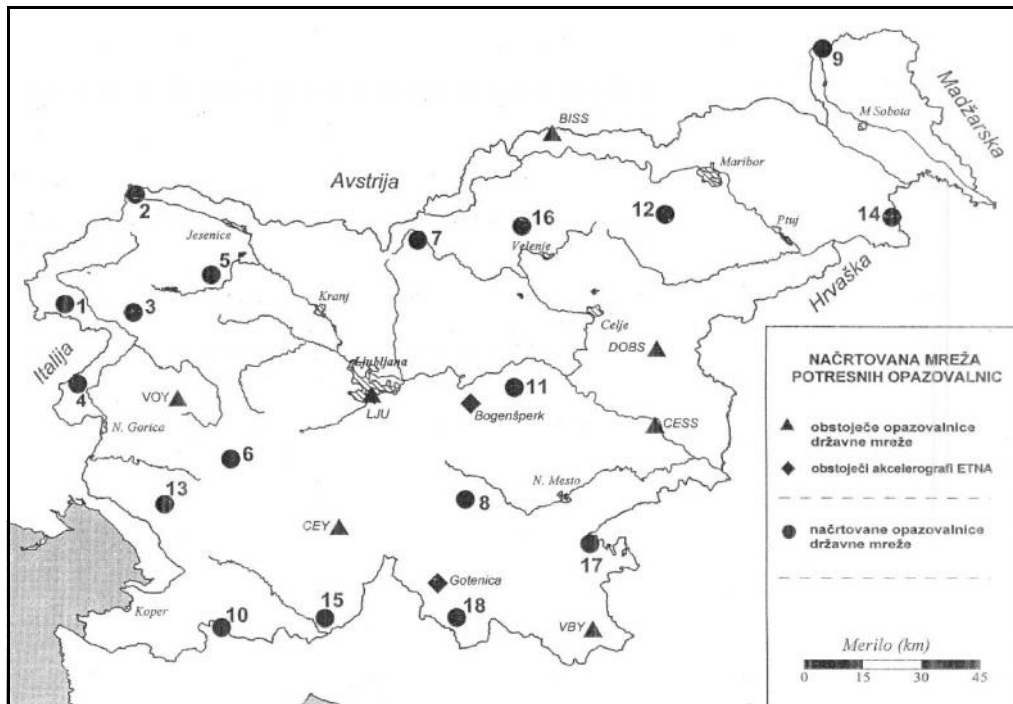 9
Madžarska
M Sobota
BISS
Maribor
Avstrija
2
12
14
16
Ptuj
Jesenice
7
Velenje
5
Hrvaška
1
3
Kranj
Celje
Italija
Ljubljana
DOBS
4
VOY
LJU
11
Bogenšperk
CESS
N. Gorica
6
N. Mesto
13
8
CEY
17
Gotenica
Koper
10
15
18
VBY
NAČRTOVANA MREŽA
POTRESNIH OPAZOVALNIC
obstoječe opazovalnice
državne mreže
obstoječi akcelerografi ETNA
načrtovane opazovalnice
državne mreže
Merilo (km)
0 15 30 45